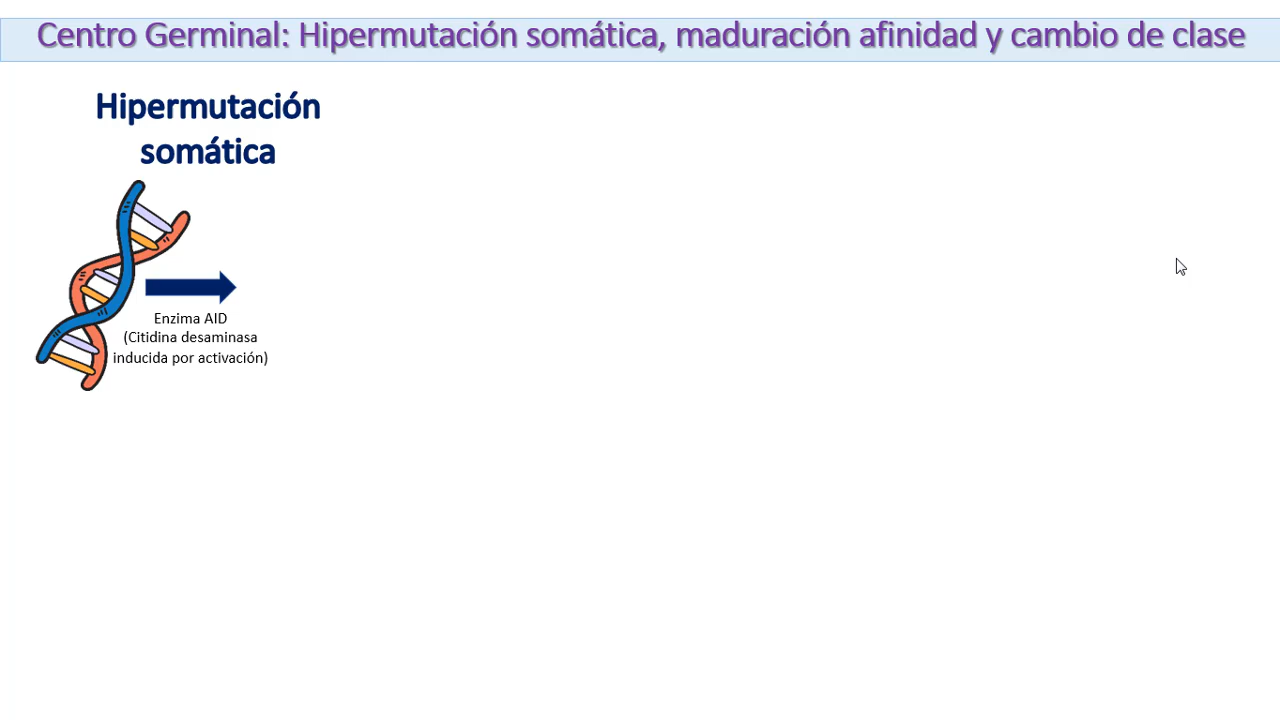 Centro Germinal: Hipermutación somática, maduración afinidad y cambio de clase
Hipermutación
somática
Enzima AID
(Citidina desaminasa
inducida por activación)